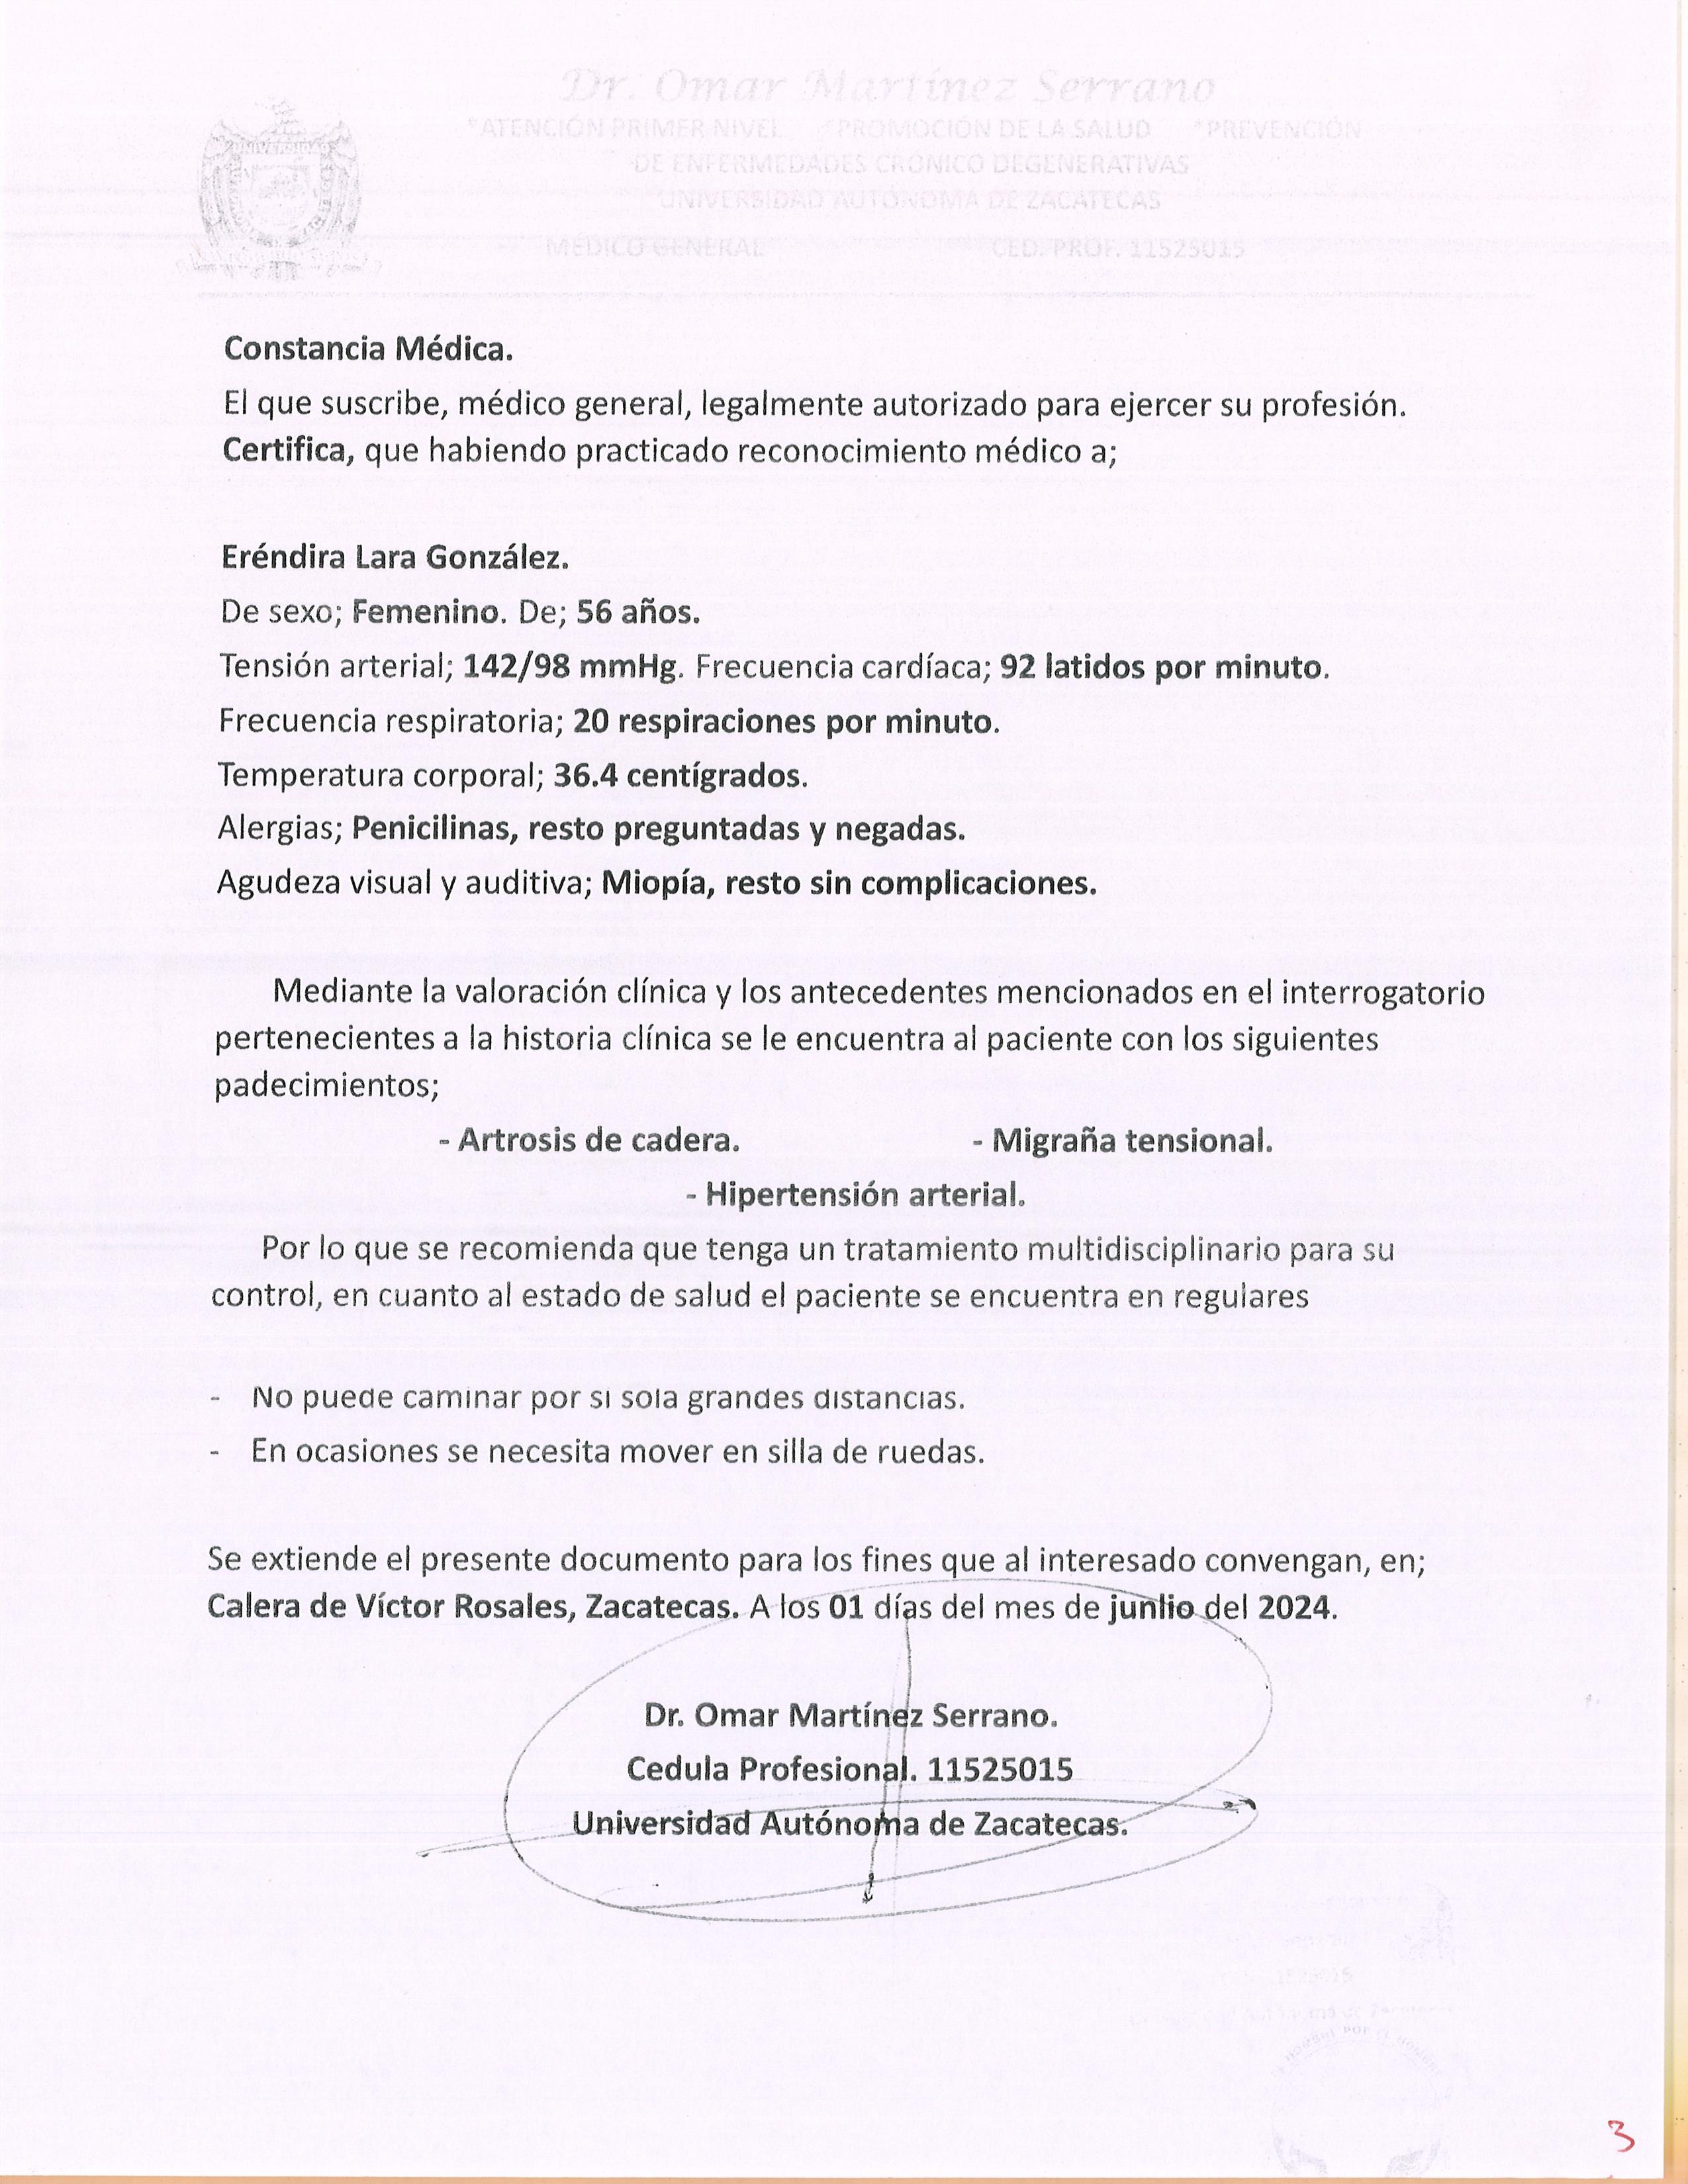 Dr. Omar Martínez Serrano
*ATENCIÓN PRIMER NIVEL *PROMOCIÓN DE LA SALUD *PREVENCIÓN
DE ENFERMEDADES CRÓNICO DEGENERATIVAS
*UNIVERSIDAD AUTÓNOMA DE ZACATECAS
MÉDICO GENERAL CED. PROF. 11525015
Constancia Médica.
El que suscribe, médico general, legalmente autorizado para ejercer su profesión.
Certifica, que habiendo practicado reconocimiento médico a;
Eréndira Lara González.
De sexo; Femenino. De; 56 años.
Tensión arterial; 142/98 mmHg. Frecuencia cardíaca; 92 latidos por minuto.
Frecuencia respiratoria; 20 respiraciones por minuto.
Temperatura corporal; 36.4 centígrados.
Alergias; Penicilinas, resto preguntadas y negadas.
Agudeza visual y auditiva; Miopía, resto sin complicaciones.
Mediante la valoración clínica y los antecedentes mencionados en el interrogatorio
pertenecientes a la historia clínica se le encuentra al paciente con los siguientes
padecimientos;
- Artrosis de cadera. - Migraña tensional.
- Hipertensión arterial.
Por lo que se recomienda que tenga un tratamiento multidisciplinario para su
control, en cuanto al estado de salud el paciente se encuentra en regulares
- No puede caminar por si sola grandes distancias.
- En ocasiones se necesita mover en silla de ruedas.
Se extiende el presente documento para los fines que al interesado convengan, en;
Calera de Víctor Rosales, Zacatecas. A los 01 días del mes de junlio del 2024.
Dr. Omar Martínez Serrano.
Cedula Profesional. 11525015
Universidad Autónoma de Zacatecas.
3